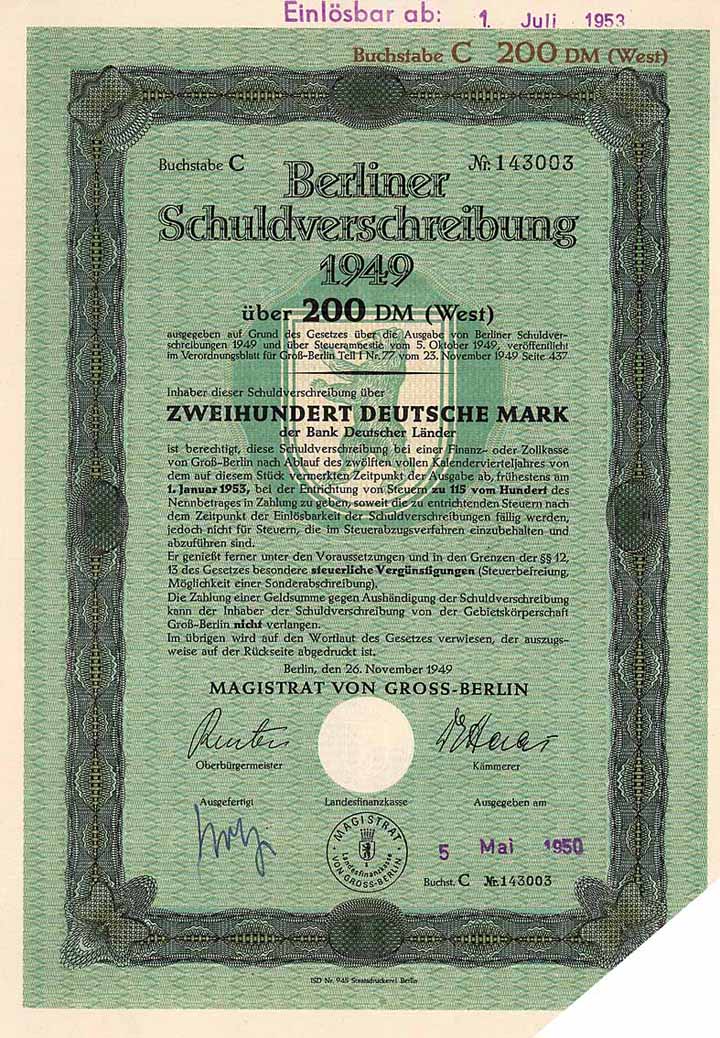 Einlösbar ab: 1. Juli 1953
Buchstabe C 200 DM (West)
Buchstabe C Nr. 143003
Berliner
Schuldverschreibung
1949
über 200 DM (West)
ausgegeben auf Grund des Gesetzes über die Ausgabe von Berliner Schuldver-
schreibungen 1949 und über Steueramnestie vom 5. Oktober 1949, veröffentlicht
im Verordnungsblatt für Groß-Berlin Teil I Nr. 77 vom 23. November 1949 Seite 437
Inhaber dieser Schuldverschreibung über
ZWEIHUNDERT DEUTSCHE MARK
der Bank Deutscher Länder
ist berechtigt, diese Schuldverschreibung bei einer Finanz- oder Zollkasse
von Groß-Berlin nach Ablauf des zwölften vollen Kalendervierteljahres von
dem auf diesem Stück vermerkten Zeitpunkt der Ausgabe ab, frühestens am
1. Januar 1953, bei der Entrichtung von Steuern zu 115 vom Hundert des
Nennbetrages in Zahlung zu geben, soweit die zu entrichtenden Steuern nach
dem Zeitpunkt der Einlösbarkeit der Schuldverschreibungen fällig werden,
jedoch nicht für Steuern, die im Steuerabzugsverfahren einzubehalten und
abzuführen sind.
Er genießt ferner unter den Voraussetzungen und in den Grenzen der §§ 12,
13 des Gesetzes besondere steuerliche Vergünstigungen (Steuerbefreiung,
Möglichkeit einer Sonderabschreibung).
Die Zahlung einer Geldsumme gegen Aushändigung der Schuldverschreibung
kann der Inhaber der Schuldverschreibung von der Gebietskörperschaft
Groß-Berlin nicht verlangen.
Im übrigen wird auf den Wortlaut des Gesetzes verwiesen, der auszugs-
weise auf der Rückseite abgedruckt ist.
Berlin, den 26. November 1949
MAGISTRAT VON GROSS-BERLIN
Reuter
Oberbürgermeister Kämmerer
Ausgefertigt Landesfinanzkasse Ausgegeben am
MAGISTRAT
Landesfinanzkasse
1
VON GROSS-BERLIN
5 Mai 1950
Buchst. C Nr. 143003
ISD Nr. 945 Staatsdruckerei Berlin